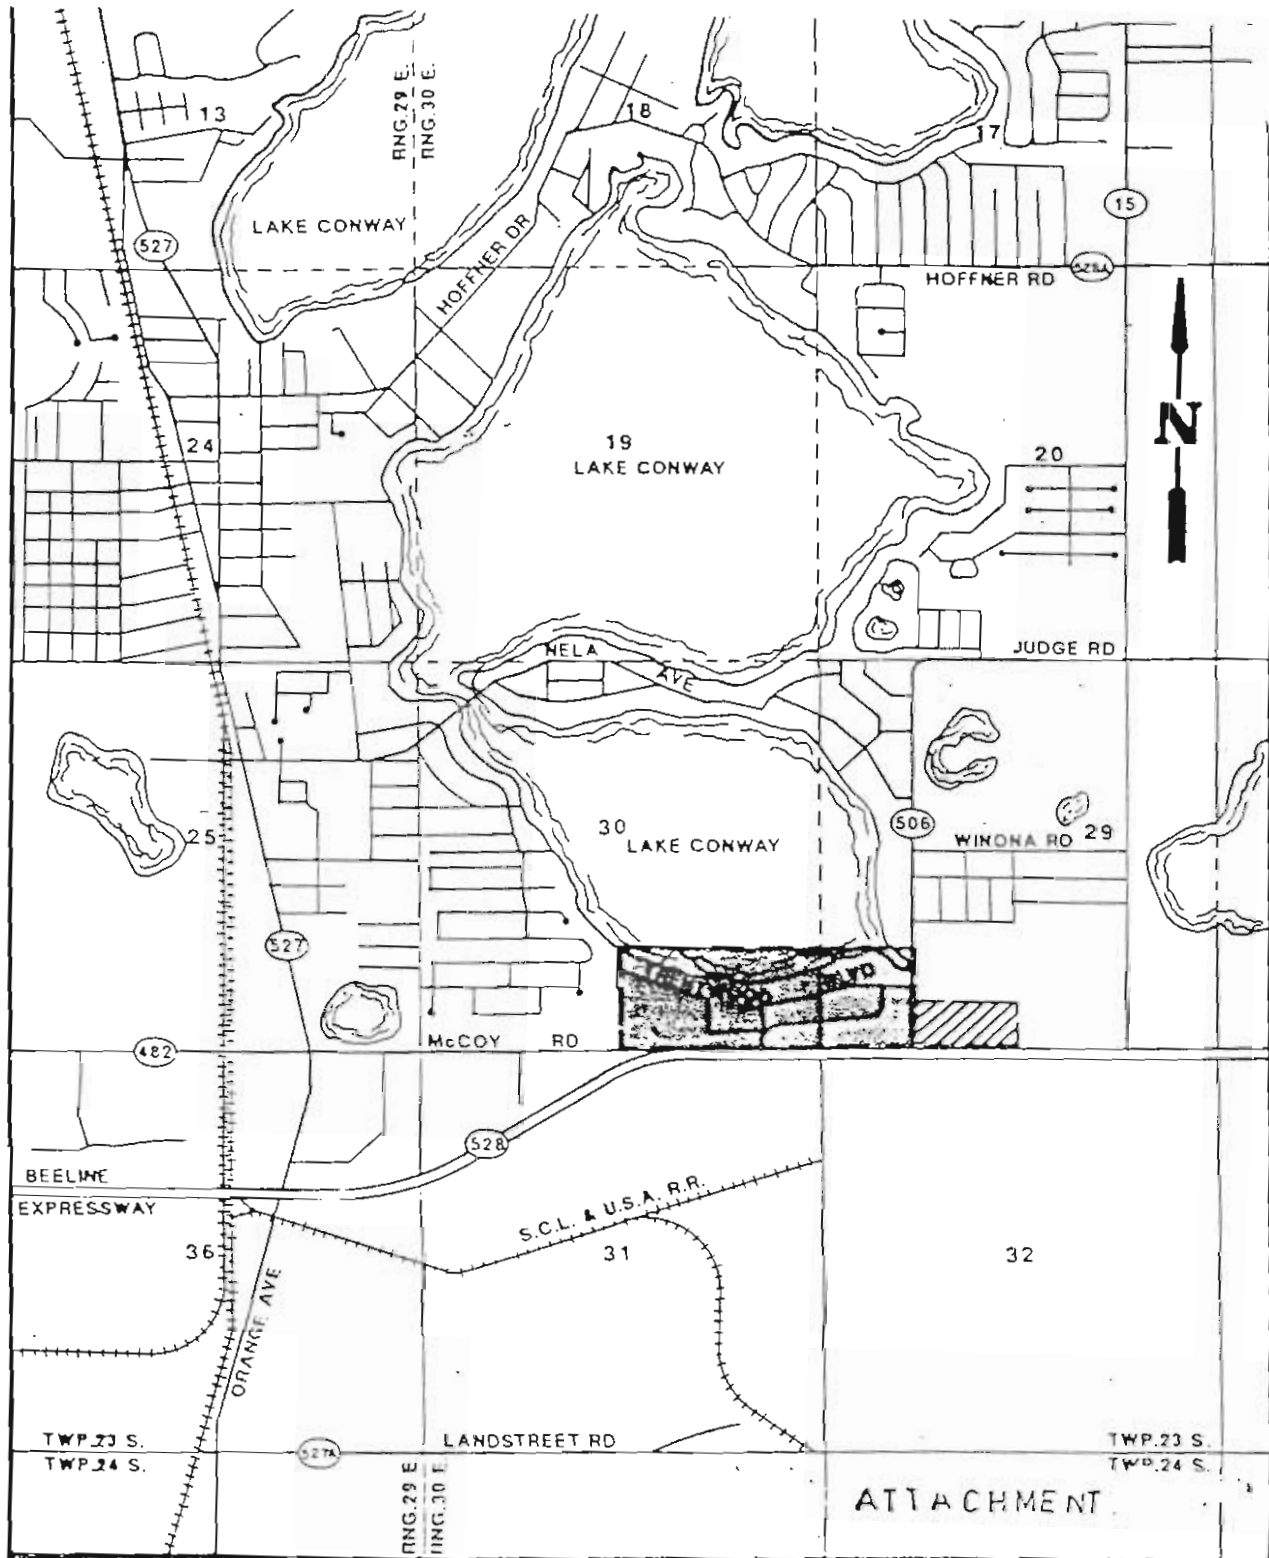 RNG.29 E.
RNG.30 E.
13
18
17
15
LAKE CONWAY
527
HOFFNER DR
HOFFNER RD
528A
N
24
19
LAKE CONWAY
20
NELA
AVE
JUDGE RD
25
30
LAKE CONWAY
506
WINONA RD
29
527
482
McCOY RD
528
BEELINE
EXPRESSWAY
S.C.L. & U.S.A. R.R.
36
31
32
ORANGE AVE
TWP.23 S.
TWP.24 S.
527A
LANDSTREET RD
TWP.23 S.
TWP.24 S.
RNG.29 E.
RNG.30 E.
ATTACHMENT